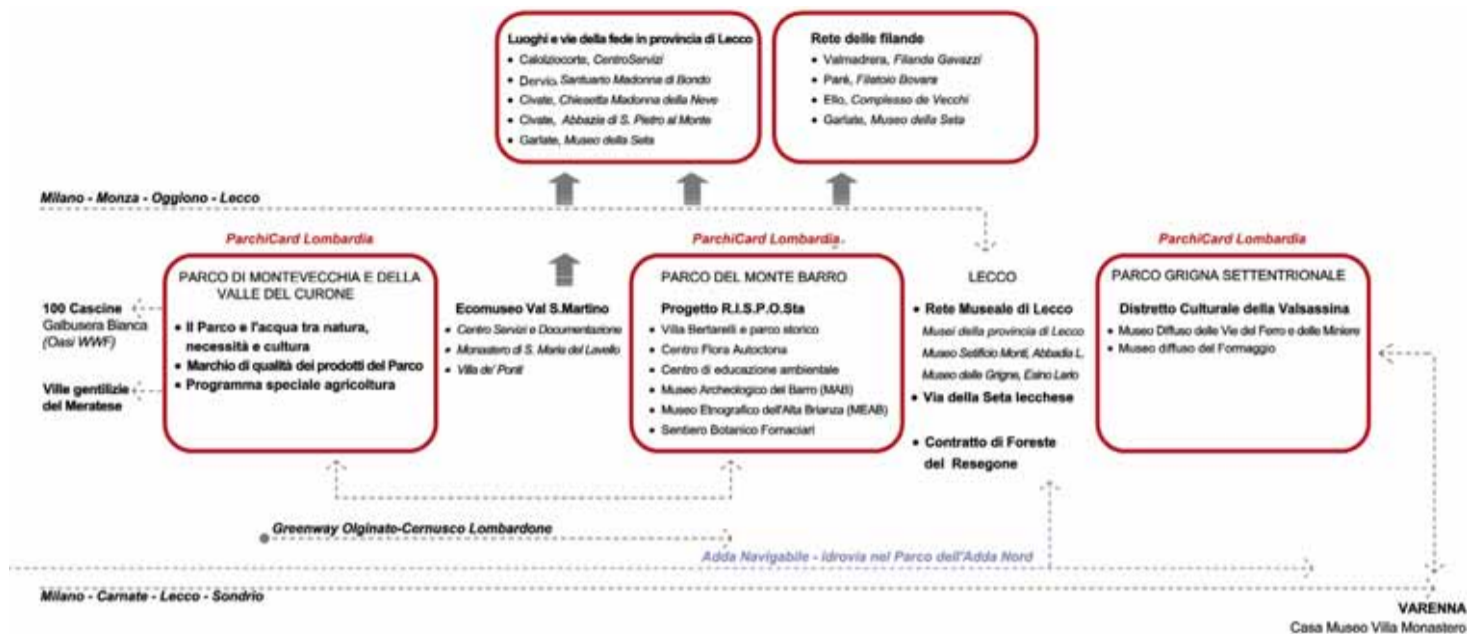 Luoghi e vie della fede in provincia di Lecco
• Calolziocorte, CentroServizi
• Dervio, Santuario Madonna di Bondo
• Civate, Chiesetta Madonna della Neve
• Civate, Abbazia di S. Pietro al Monte
• Garlate, Museo della Seta
Rete delle filande
• Valmadrera, Filanda Gavazzi
• Parè, Filatoio Bovara
• Ello, Complesso de Vecchi
• Garlate, Museo della Seta
Milano - Monza - Oggiono - Lecco
ParchiCard Lombardia
PARCO DI MONTEVECCHIA E DELLA
VALLE DEL CURONE
• Il Parco e l'acqua tra natura,
necessità e cultura
• Marchio di qualità dei prodotti del Parco
• Programma speciale agricoltura
100 Cascine
Galbusera Bianca
(Oasi WWF)
Ville gentilizie
del Meratese
Ecomuseo Val S.Martino
• Centro Servizi e Documentazione
• Monastero di S. Maria del Lavello
• Villa de' Ponti
ParchiCard Lombardia
PARCO DEL MONTE BARRO
Progetto R.I.S.P.O.Sta
• Villa Bertarelli e parco storico
• Centro Flora Autoctona
• Centro di educazione ambientale
• Museo Archeologico del Barro (MAB)
• Museo Etnografico dell'Alta Brianza (MEAB)
• Sentiero Botanico Fornaciari
LECCO
• Rete Museale di Lecco
Musei della provincia di Lecco
Museo Setificio Monti, Abbadia L.
Museo delle Grigne, Esino Lario
• Via della Seta lecchese
• Contratto di Foreste
del Resegone
ParchiCard Lombardia
PARCO GRIGNA SETTENTRIONALE
Distretto Culturale della Valsassina
• Museo Diffuso delle Vie del Ferro e delle Miniere
• Museo diffuso del Formaggio
Greenway Olginate-Cernusco Lombardone
Adda Navigabile - idrovia nel Parco dell'Adda Nord
Milano - Carnate - Lecco - Sondrio
VARENNA
Casa Museo Villa Monastero